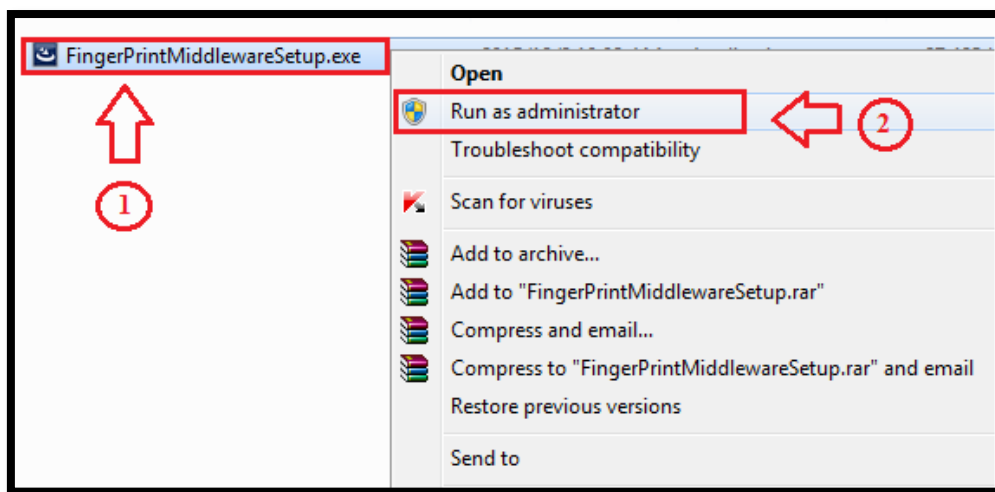 FingerPrintMiddlewareSetup.exe
Open
Run as administrator
2
Troubleshoot compatibility
1
Scan for viruses
Add to archive...
Add to "FingerPrintMiddlewareSetup.rar"
Compress and email...
Compress to "FingerPrintMiddlewareSetup.rar" and email
Restore previous versions
Send to